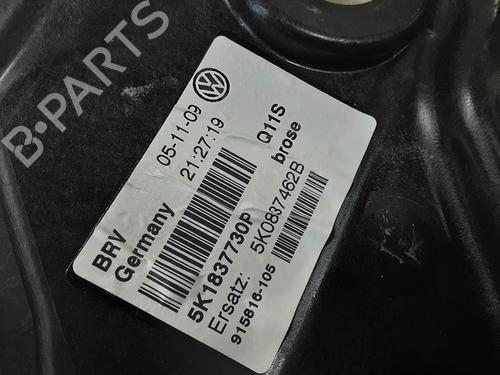 B-PARTS
BRV
05-11-09
Germany
21:27:19
Q11S
brose
5K1837730P
Ersatz: 5K0837462B
915816-105